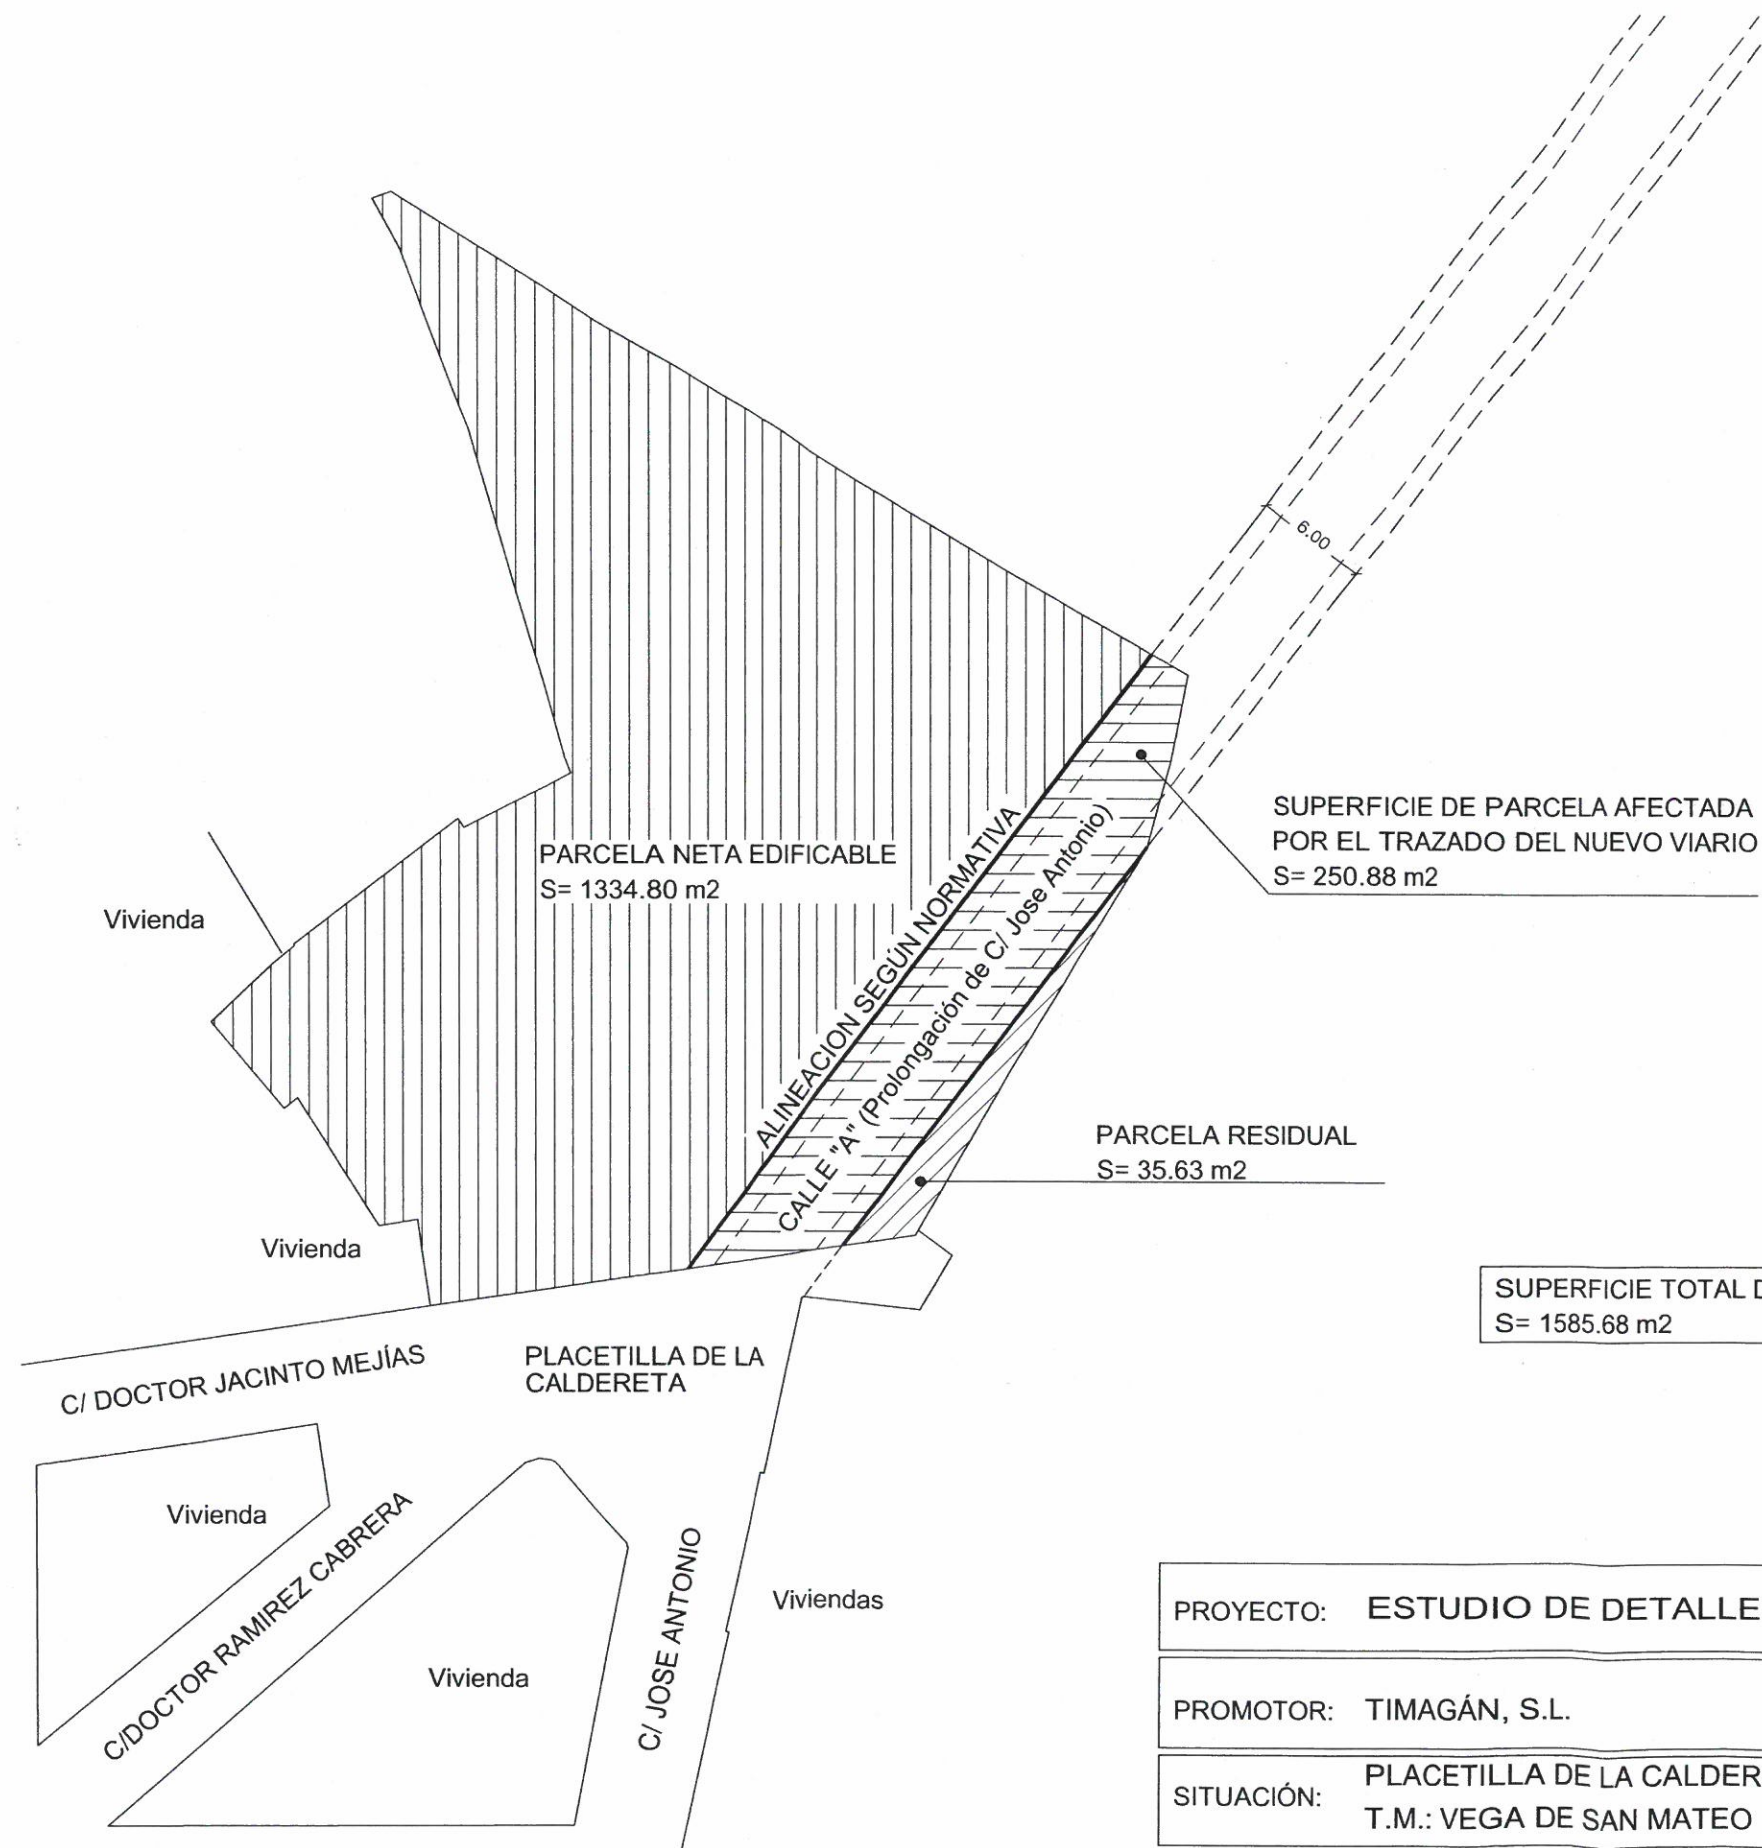 6.00
SUPERFICIE DE PARCELA AFECTADA
POR EL TRAZADO DEL NUEVO VIARIO
S= 250.88 m2
PARCELA NETA EDIFICABLE
S= 1334.80 m2
ALINEACION SEGÚN NORMATIVA
CALLE "A" (Prolongación de C/ Jose Antonio)
Vivienda
PARCELA RESIDUAL
S= 35.63 m2
Vivienda
SUPERFICIE TOTAL
S= 1585.68 m2
C/ DOCTOR JACINTO MEJÍAS
PLACETILLA DE LA
CALDERETA
Vivienda
C/DOCTOR RAMIREZ CABRERA
Vivienda
C/ JOSE ANTONIO
Viviendas
PROYECTO: ESTUDIO DE DETALLE
PROMOTOR: TIMAGÁN, S.L.
SITUACIÓN: PLACETILLA DE LA CALDER
T.M.: VEGA DE SAN MATEO